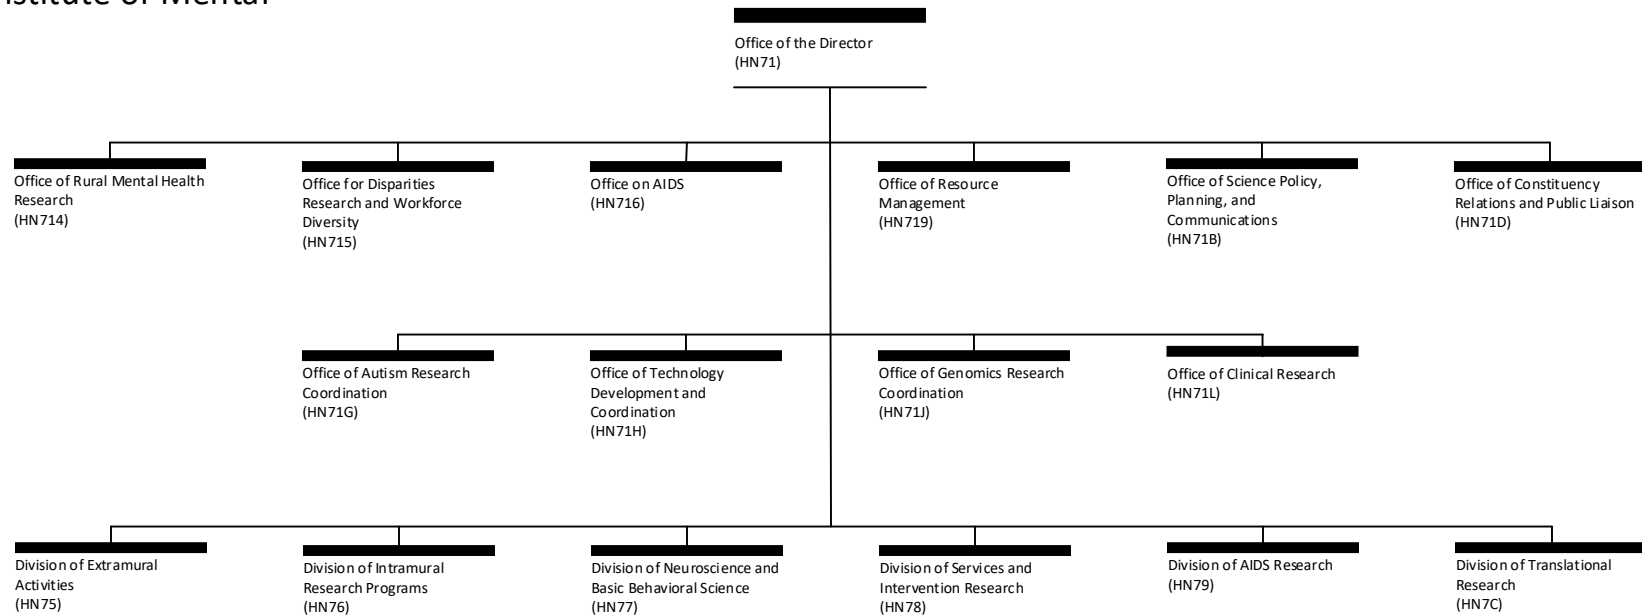 stitute of Mental
Office of the Director
(HN71)
Office of Rural Mental Health
Research
(HN714)
Office for Disparities
Research and Workforce
Diversity
(HN715)
Office on AIDS
(HN716)
Office of Resource
Management
(HN719)
Office of Science Policy,
Planning, and
Communications
(HN71B)
Office of Constituency
Relations and Public Liaison
(HN71D)
Office of Autism Research
Coordination
(HN71G)
Office of Technology
Development and
Coordination
(HN71H)
Office of Genomics Research
Coordination
(HN71J)
Office of Clinical Research
(HN71L)
Division of Extramural
Activities
(HN75)
Division of Intramural
Research Programs
(HN76)
Division of Neuroscience and
Basic Behavioral Science
(HN77)
Division of Services and
Intervention Research
(HN78)
Division of AIDS Research
(HN79)
Division of Translational
Research
(HN7C)